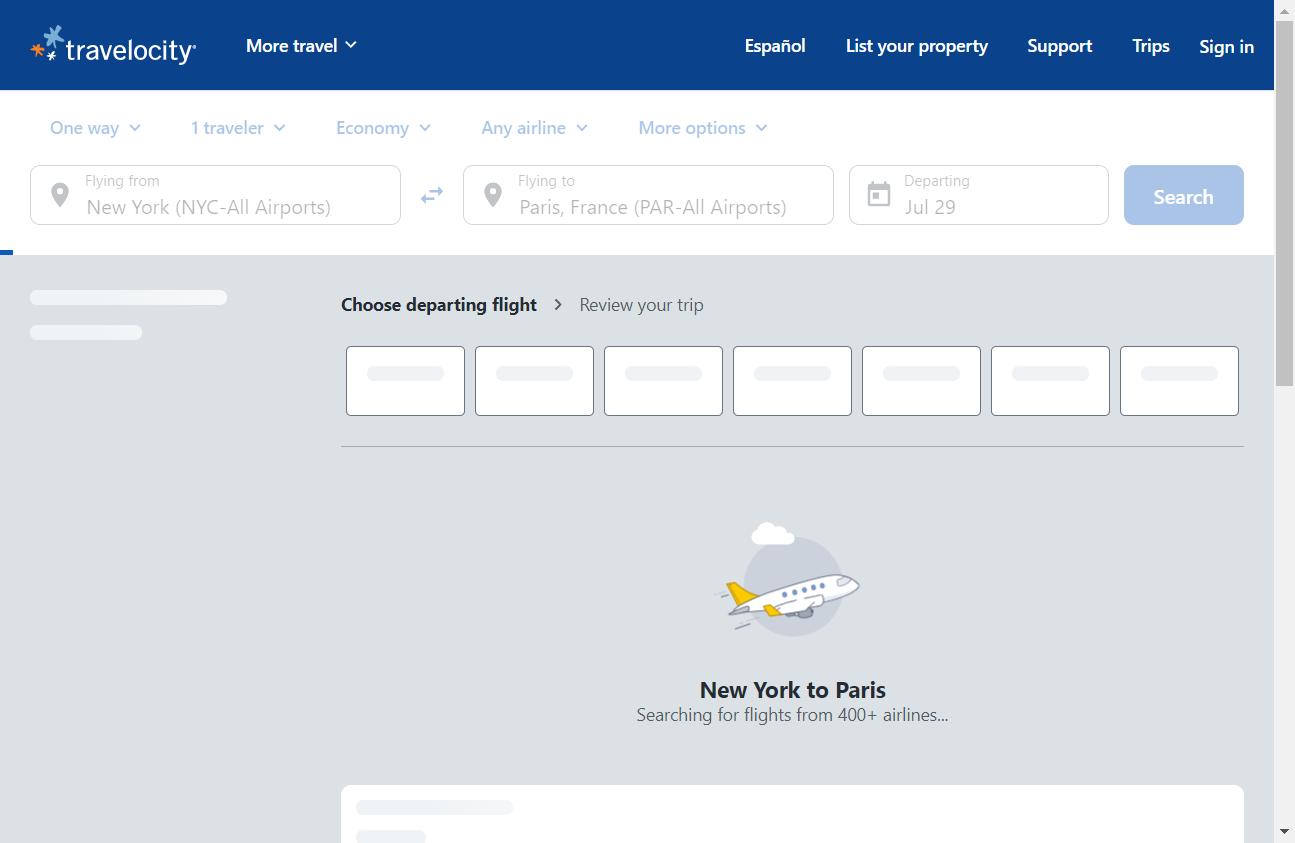 travelocity
More travel
Español
List your property
Support
Trips
Sign in
One way
1 traveler
Economy
Any airline
More options
Flying from
New York (NYC-All Airports)
Flying to
Paris, France (PAR-All Airports)
Departing
Jul 29
Search
Choose departing flight
Review your trip
New York to Paris
Searching for flights from 400+ airlines...